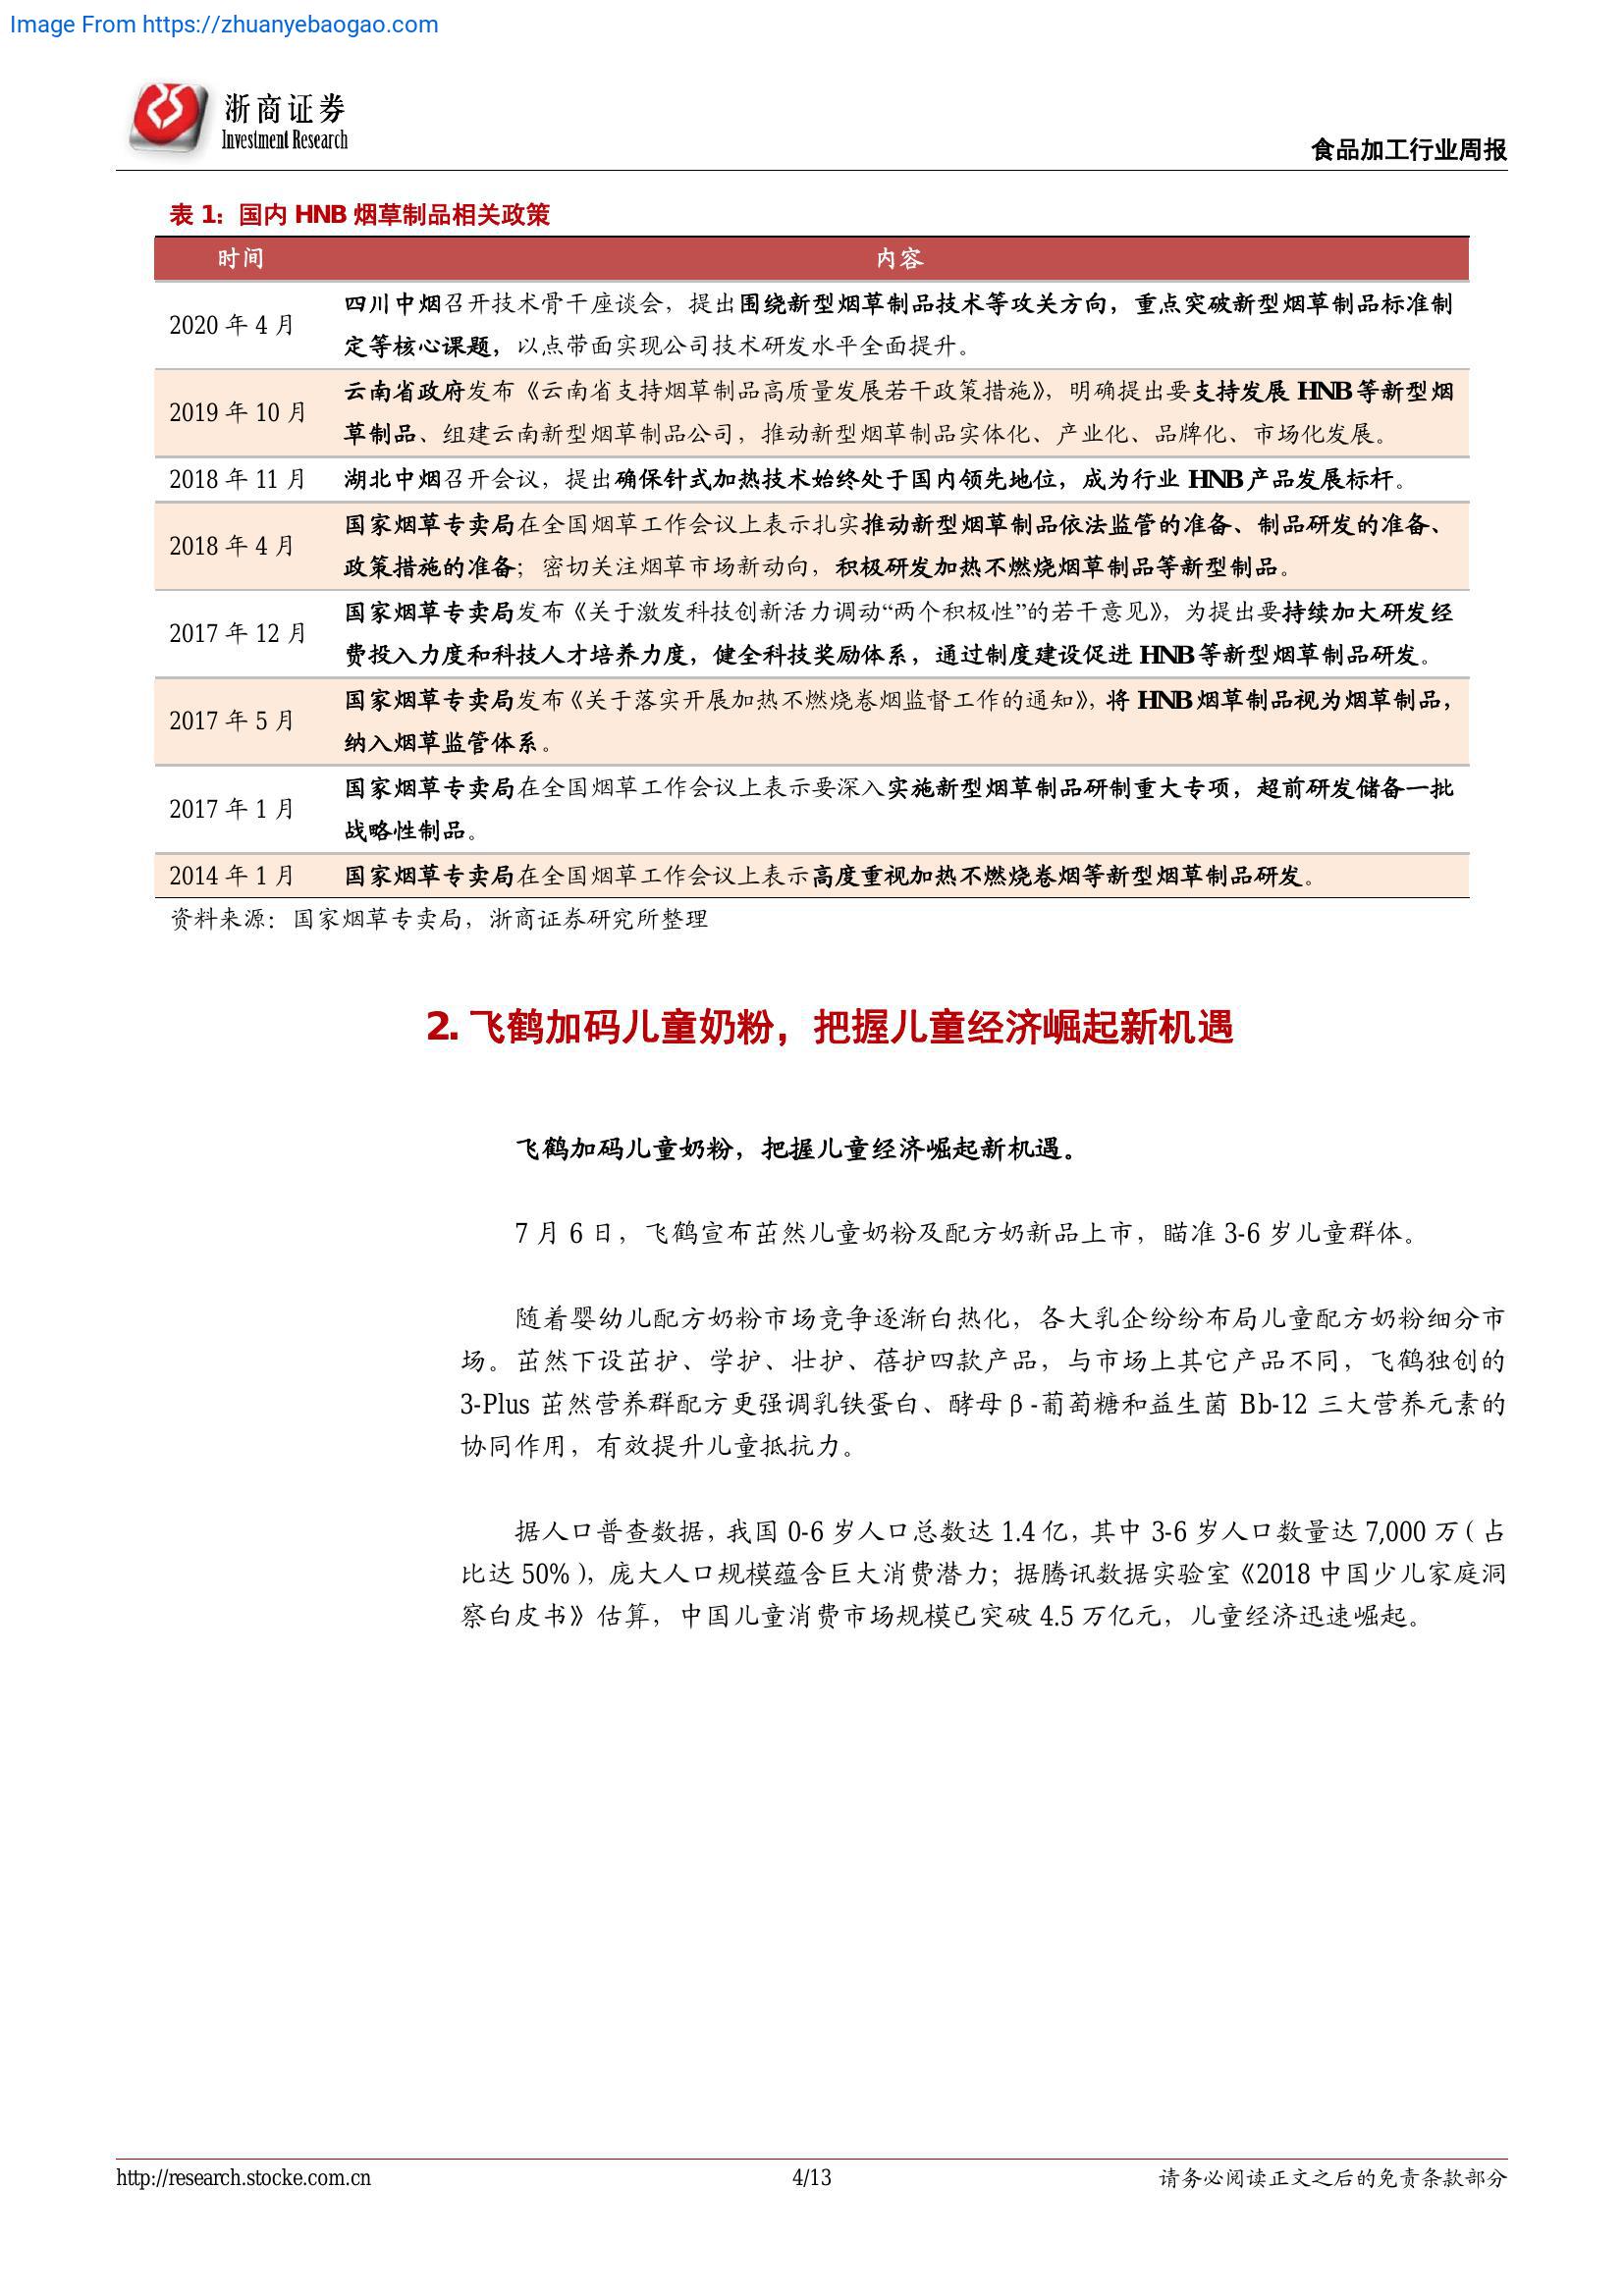 Image From https://zhuanyebaogao.com
浙商证券
Investment Research
食品加工行业周报
表 1：国内 HNB 烟草制品相关政策
时间 内容
2020 年 4 月 四川中烟召开技术骨干座谈会，提出围绕新型烟草制品技术等攻关方向，重点突破新型烟草制品标准制
定等核心课题，以点带面实现公司技术研发水平全面提升。
2019 年 10 月 云南省政府发布《云南省支持烟草制品高质量发展若干政策措施》，明确提出要支持发展 HNB 等新型烟
草制品、组建云南新型烟草制品公司，推动新型烟草制品实体化、产业化、品牌化、市场化发展。
2018 年 11 月 湖北中烟召开会议，提出确保针式加热技术始终处于国内领先地位，成为行业 HNB 产品发展标杆。
2018 年 4 月 国家烟草专卖局在全国烟草工作会议上表示扎实推动新型烟草制品依法监管的准备、制品研发的准备、
政策措施的准备；密切关注烟草市场新动向，积极研发加热不燃烧烟草制品等新型制品。
2017 年 12 月 国家烟草专卖局发布《关于激发科技创新活力调动“两个积极性”的若干意见》，为提出要持续加大研发经
费投入力度和科技人才培养力度，健全科技奖励体系，通过制度建设促进 HNB 等新型烟草制品研发。
2017 年 5 月 国家烟草专卖局发布《关于落实开展加热不燃烧卷烟监督工作的通知》，将 HNB 烟草制品视为烟草制品，
纳入烟草监管体系。
2017 年 1 月 国家烟草专卖局在全国烟草工作会议上表示要深入实施新型烟草制品研制重大专项，超前研发储备一批
战略性制品。
2014 年 1 月 国家烟草专卖局在全国烟草工作会议上表示高度重视加热不燃烧卷烟等新型烟草制品研发。
资料来源：国家烟草专卖局，浙商证券研究所整理
2. 飞鹤加码儿童奶粉，把握儿童经济崛起新机遇
飞鹤加码儿童奶粉，把握儿童经济崛起新机遇。
7 月 6 日，飞鹤宣布茁然儿童奶粉及配方奶新品上市，瞄准 3-6 岁儿童群体。
随着婴幼儿配方奶粉市场竞争逐渐白热化，各大乳企纷纷布局儿童配方奶粉细分市
场。茁然下设茁护、学护、壮护、蓓护四款产品，与市场上其它产品不同，飞鹤独创的
3-Plus 茁然营养群配方更强调乳铁蛋白、酵母β-葡萄糖和益生菌 Bb-12 三大营养元素的
协同作用，有效提升儿童抵抗力。
据人口普查数据，我国 0-6 岁人口总数达 1.4 亿，其中 3-6 岁人口数量达 7,000 万（占
比达 50%），庞大人口规模蕴含巨大消费潜力；据腾讯数据实验室《2018 中国少儿家庭洞
察白皮书》估算，中国儿童消费市场规模已突破 4.5 万亿元，儿童经济迅速崛起。
http://research.stocke.com.cn 4/13 请务必阅读正文之后的免责条款部分